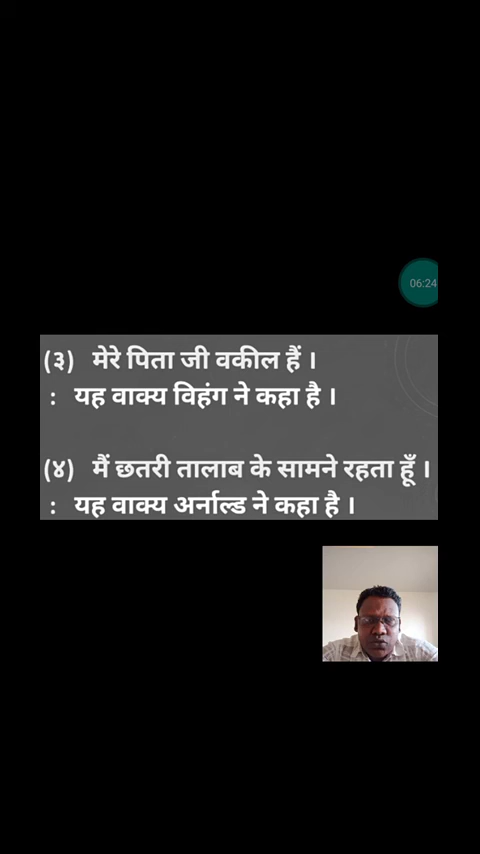 06:24
(३) मेरे पिता जी वकील हैं ।
: यह वाक्य विहंग ने कहा है ।
(४) मैं छतरी तालाब के सामने रहता हूँ ।
: यह वाक्य अर्नाल्ड ने कहा है ।